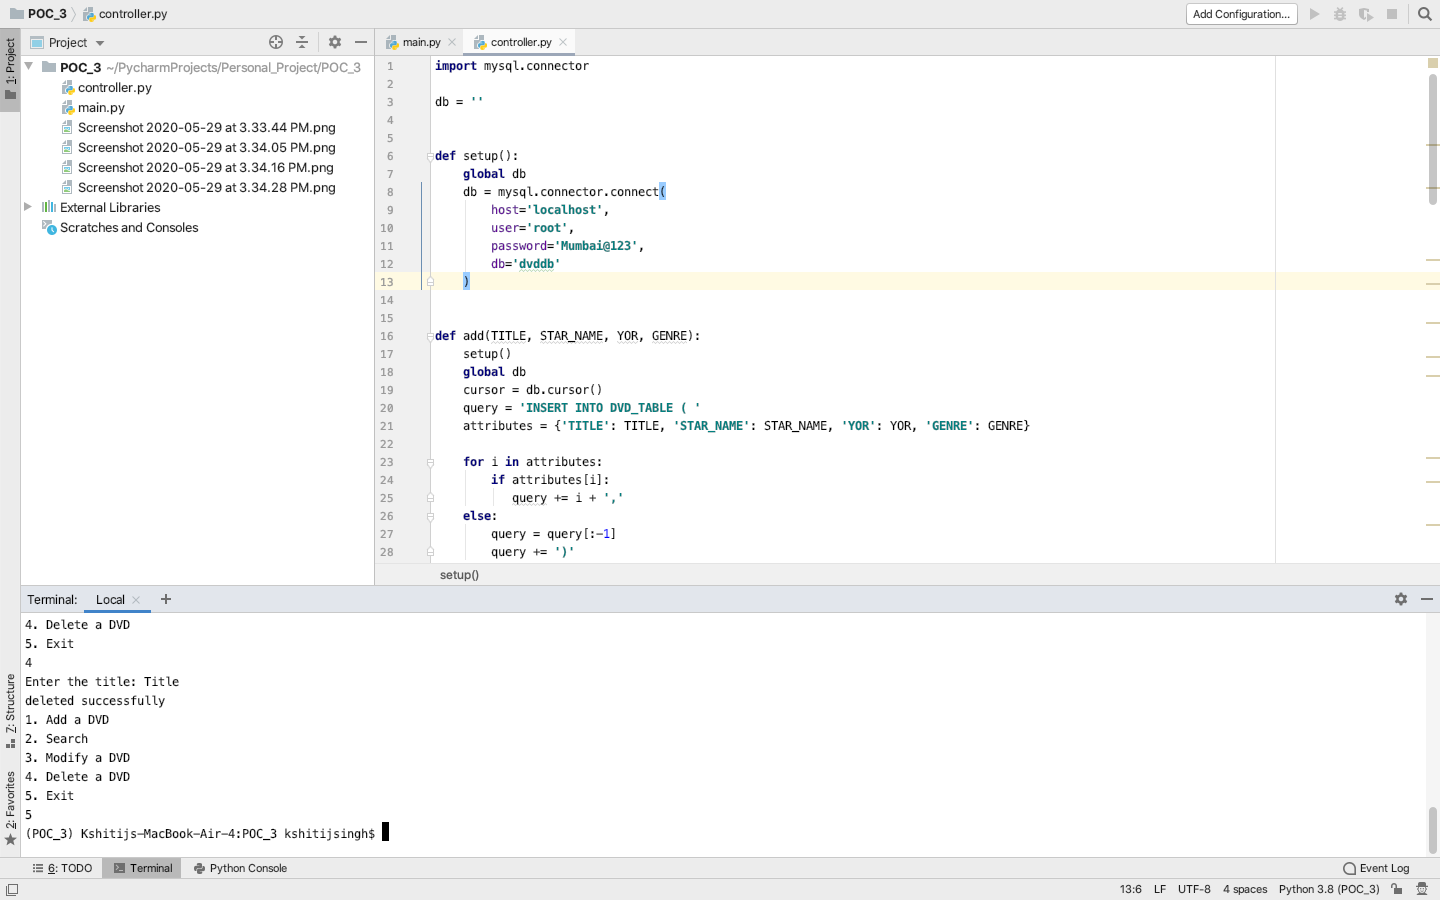 POC_3 controller.py
Add Configuration...
1: Project
Project
main.py controller.py
POC_3 ~/PycharmProjects/Personal_Project/POC_3
controller.py
main.py
Screenshot 2020-05-29 at 3.33.44 PM.png
Screenshot 2020-05-29 at 3.34.05 PM.png
Screenshot 2020-05-29 at 3.34.16 PM.png
Screenshot 2020-05-29 at 3.34.28 PM.png
External Libraries
Scratches and Consoles
1 import mysql.connector
2
3 db = ''
4
5
6 def setup():
7 global db
8 db = mysql.connector.connect(
9 host='localhost',
10 user='root',
11 password='Mumbai@123',
12 db='dvddb'
13 )
14
15
16 def add(TITLE, STAR_NAME, YOR, GENRE):
17 setup()
18 global db
19 cursor = db.cursor()
20 query = 'INSERT INTO DVD_TABLE ( '
21 attributes = {'TITLE': TITLE, 'STAR_NAME': STAR_NAME, 'YOR': YOR, 'GENRE': GENRE}
22
23 for i in attributes:
24 if attributes[i]:
25 query += i + ','
26 else:
27 query = query[:-1]
28 query += ')'
setup()
Terminal: Local
4. Delete a DVD
5. Exit
4
Enter the title: Title
deleted successfully
1. Add a DVD
2. Search
3. Modify a DVD
4. Delete a DVD
5. Exit
5
(POC_3) Kshitijs-MacBook-Air-4:POC_3 kshitijsingh$
Z: Structure
2: Favorites
6: TODO Terminal Python Console Event Log
13:6 LF UTF-8 4 spaces Python 3.8 (POC_3)